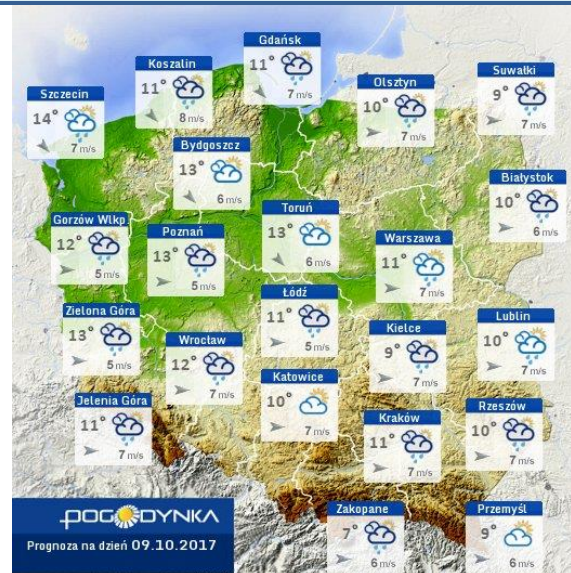 Gdańsk
11°
7 m/s
Koszalin
11°
8 m/s
Suwałki
9°
7 m/s
Olsztyn
10°
7 m/s
Szczecin
14°
7 m/s
Bydgoszcz
13°
6 m/s
Białystok
10°
6 m/s
Toruń
13°
6 m/s
Gorzów Wlkp
12°
5 m/s
Poznań
13°
5 m/s
Warszawa
11°
7 m/s
Łódź
11°
5 m/s
Zielona Góra
13°
5 m/s
Lublin
10°
7 m/s
Kielce
9°
7 m/s
Wrocław
12°
7 m/s
Katowice
10°
7 m/s
Jelenia Góra
11°
7 m/s
Rzeszów
10°
7 m/s
Kraków
11°
7 m/s
Zakopane
7°
6 m/s
Przemyśl
9°
6 m/s
POGODYNKA
Prognoza na dzień 09.10.2017